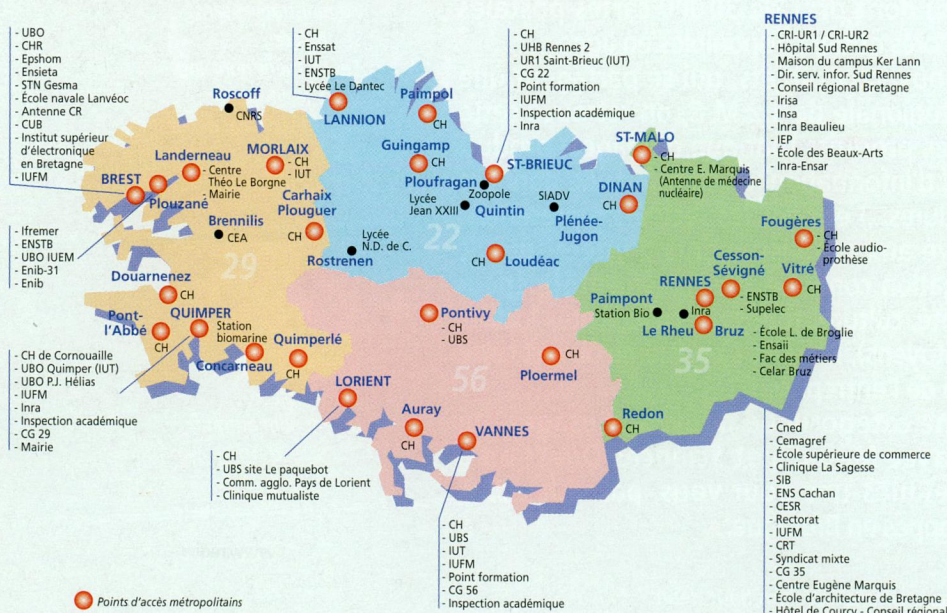 - UBO
- CHR
- Epshom
- Ensieta
- STN Gesma
- École navale Lanvéoc
- Antenne CR
- CUB
- Institut supérieur
d'électronique
en Bretagne
- IUFM
- CH
- Enssat
- IUT
- ENSTB
- Lycée Le Dantec
- CH
- UHB Rennes 2
- UR1 Saint-Brieuc (IUT)
- CG 22
- Point formation
- IUFM
- Inspection académique
- Inra
RENNES
- CRI-UR1 / CRI-UR2
- Hôpital Sud Rennes
- Maison du campus Ker Lann
- Dir. serv. infor. Sud Rennes
- Conseil régional Bretagne
- Irisa
- Insa
- Inra Beaulieu
- IEP
- École des Beaux-Arts
- Inra-Ensar
Roscoff
CNRS
LANNION
Paimpol
CH
Landerneau
- Centre
Théo Le Borgne
- Mairie
MORLAIX
- CH
- IUT
Guingamp
CH
Ploufragan
ST-BRIEUC
Zoopole
Lycée
Jean XXIII
Quintin
SIADV
Plénée-
Jugon
DINAN
CH
ST-MALO
- CH
- Centre E. Marquis
(Antenne de médecine
nucléaire)
BREST
Plouzané
Brennilis
CEA
Carhaix
Plouguer
CH
Lycée
N.D. de C.
Rostrenen
22
CH
Loudéac
Fougères
- CH
- École audio-
prothèse
- Ifremer
- ENSTB
- UBO IUEM
- Enib-31
- Enib
29
Douarnenez
CH
Pont-
l'Abbé
CH
QUIMPER
Station
biomarine
Concarneau
Quimperlé
CH
Pontivy
- CH
- UBS
56
CH
Ploermel
Cesson-
Sévigné
- ENSTB
- Supelec
Vitré
CH
RENNES
Paimpont
Station Bio
Inra
Le Rheu
Bruz
- École L. de Broglie
- Ensaii
- Fac des métiers
- Celar Bruz
35
- CH de Cornouaille
- UBO Quimper (IUT)
- UBO P.J. Hélias
- IUFM
- Inra
- Inspection académique
- CG 29
- Mairie
LORIENT
Auray
CH
VANNES
Redon
CH
- CH
- UBS site Le paquebot
- Comm. agglo. Pays de Lorient
- Clinique mutualiste
- CH
- UBS
- IUT
- IUFM
- Point formation
- CG 56
- Inspection académique
- Cned
- Cemagref
- École supérieure de commerce
- Clinique La Sagesse
- SIB
- ENS Cachan
- CESR
- Rectorat
- IUFM
- CRT
- Syndicat mixte
- CG 35
- Centre Eugène Marquis
- École d'architecture de Bretagne
- Hôtel de Courcy - Conseil régional
Points d'accès métropolitains